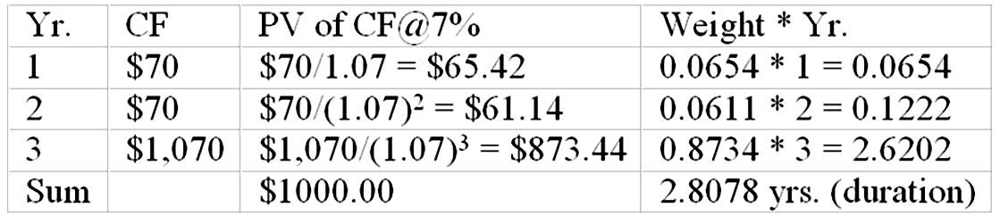 Yr. CF PV of CF@7% Weight * Yr.
1 $70 $70/1.07 = $65.42 0.0654 * 1 = 0.0654
2 $70 $70/(1.07)² = $61.14 0.0611 * 2 = 0.1222
3 $1,070 $1,070/(1.07)³ = $873.44 0.8734 * 3 = 2.6202
Sum $1000.00 2.8078 yrs. (duration)